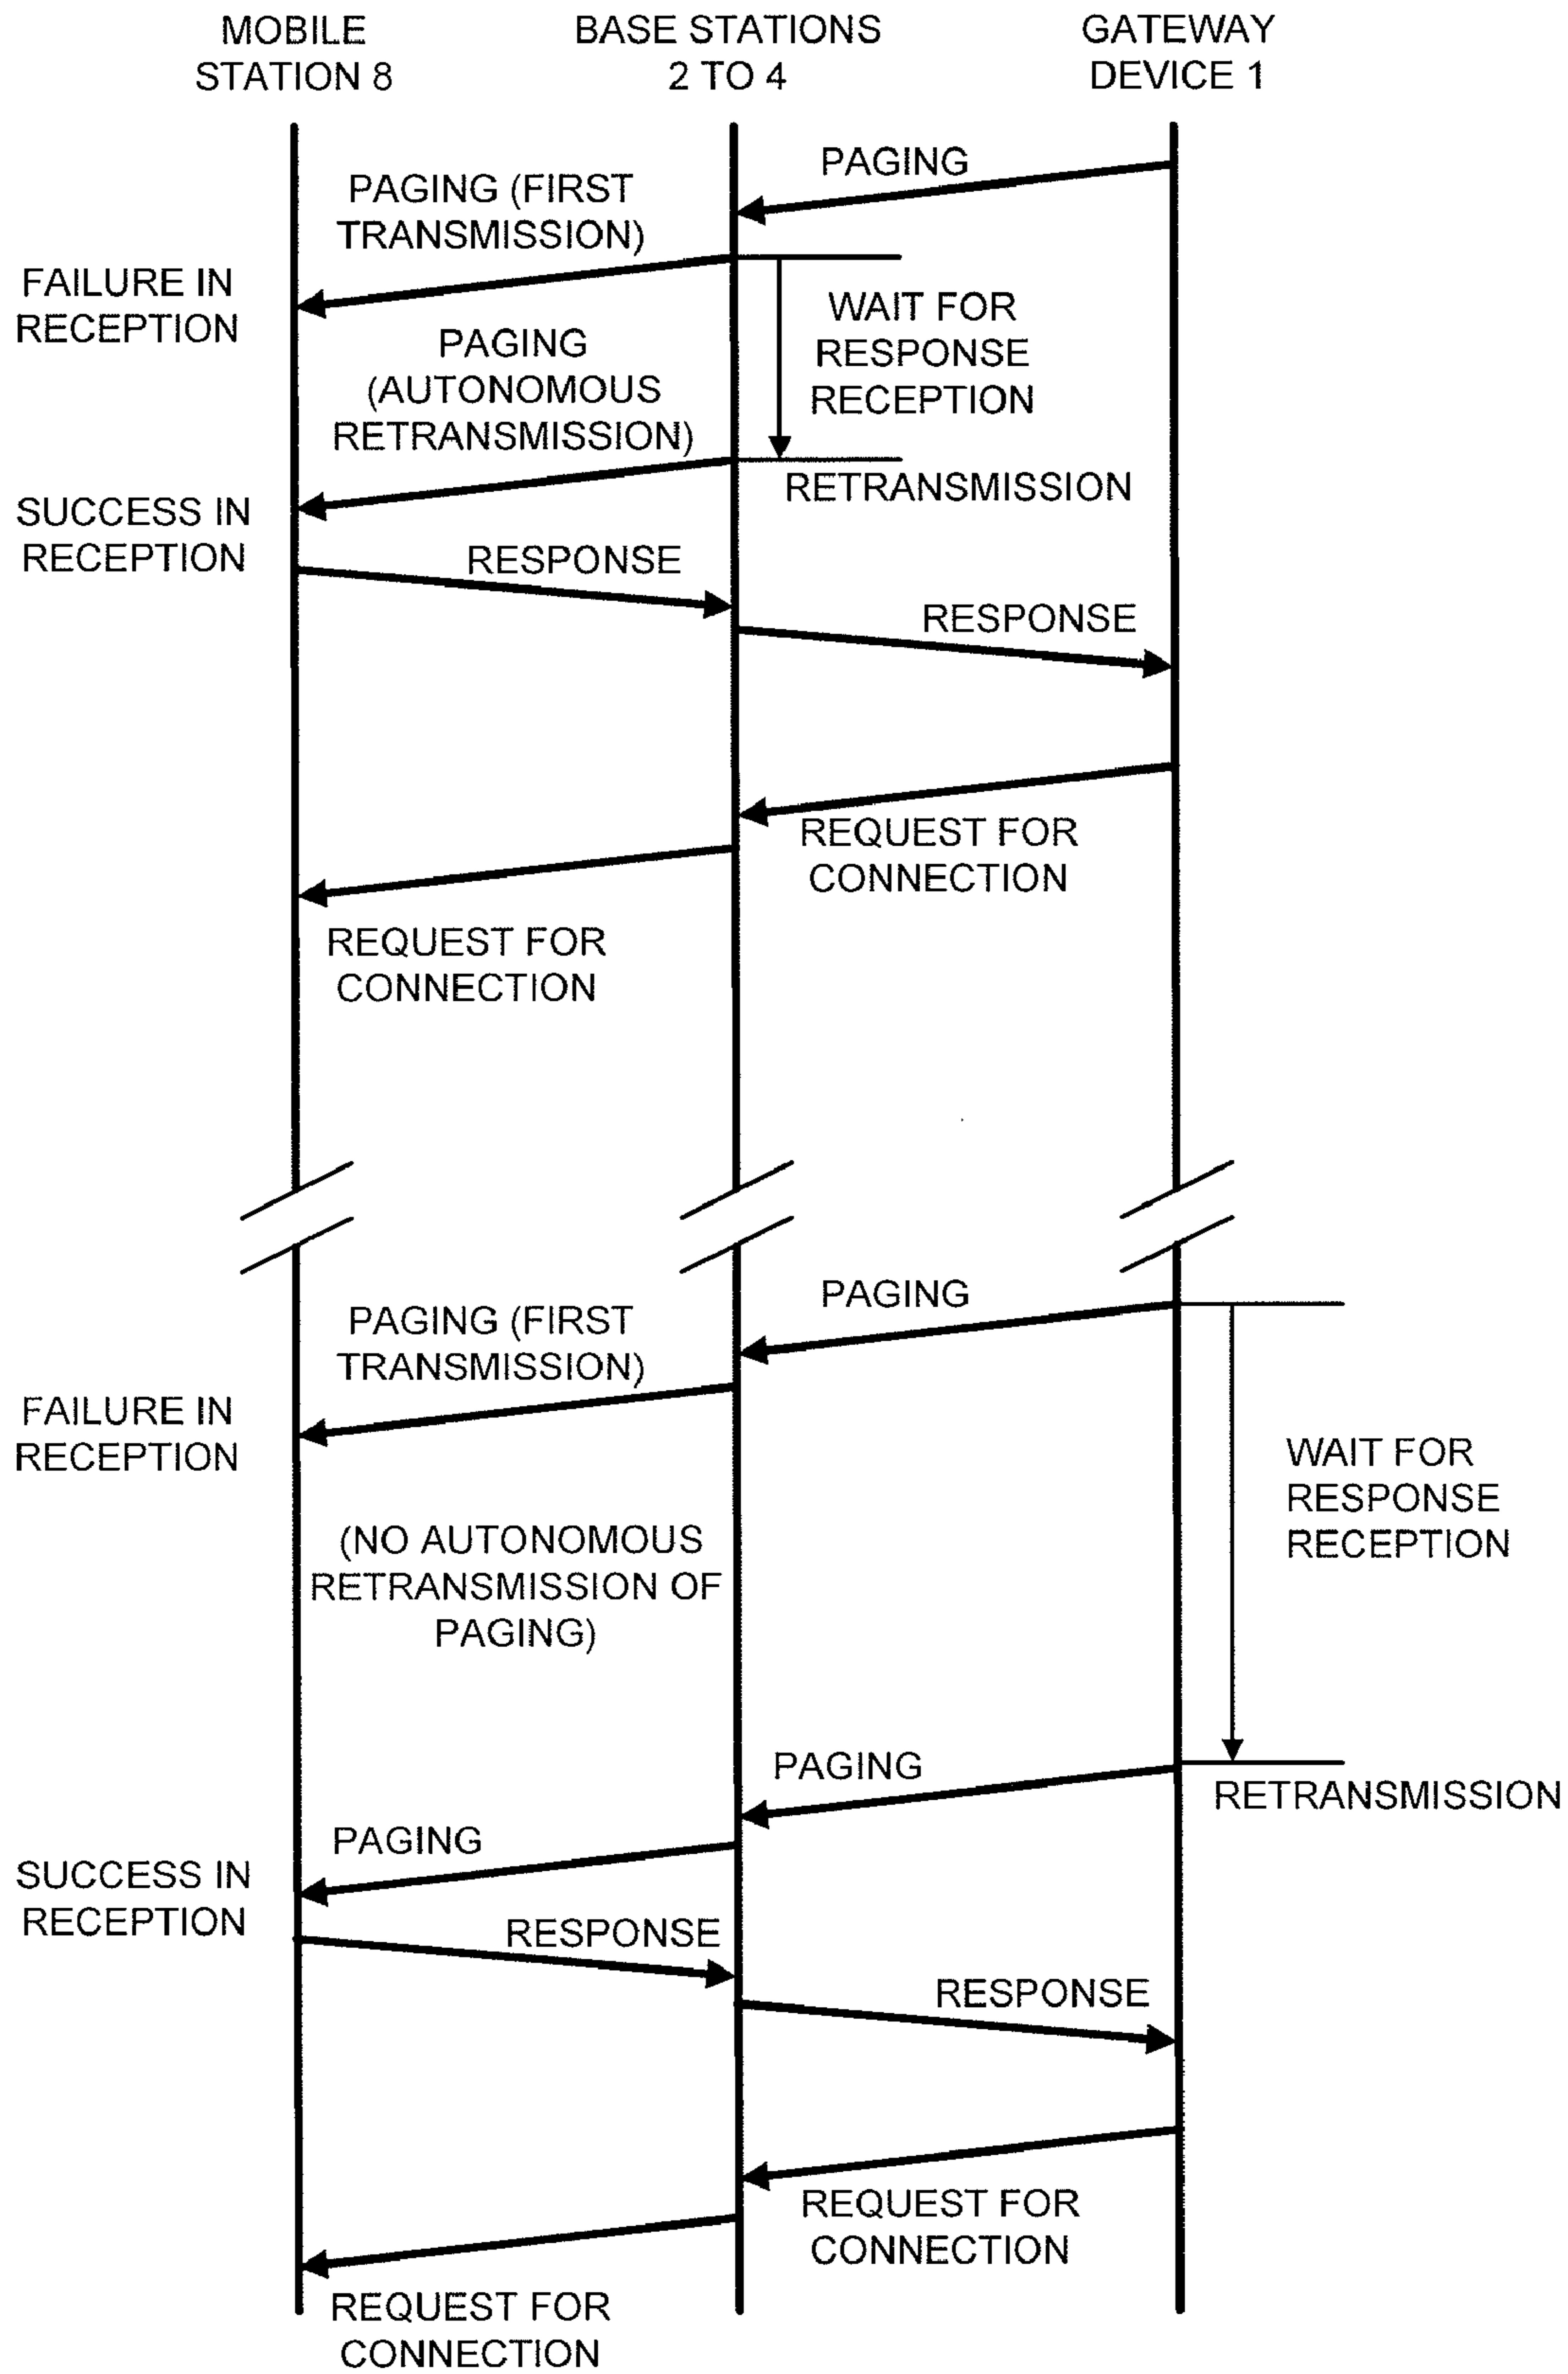 MOBILE
STATION 8
BASE STATIONS
2 TO 4
GATEWAY
DEVICE 1
PAGING
PAGING (FIRST
TRANSMISSION)
FAILURE IN
RECEPTION
WAIT FOR
RESPONSE
RECEPTION
PAGING
(AUTONOMOUS
RETRANSMISSION)
RETRANSMISSION
SUCCESS IN
RECEPTION
RESPONSE
RESPONSE
REQUEST FOR
CONNECTION
REQUEST FOR
CONNECTION
PAGING
PAGING (FIRST
TRANSMISSION)
FAILURE IN
RECEPTION
WAIT FOR
RESPONSE
RECEPTION
(NO AUTONOMOUS
RETRANSMISSION OF
PAGING)
PAGING
RETRANSMISSION
PAGING
SUCCESS IN
RECEPTION
RESPONSE
RESPONSE
REQUEST FOR
CONNECTION
REQUEST FOR
CONNECTION